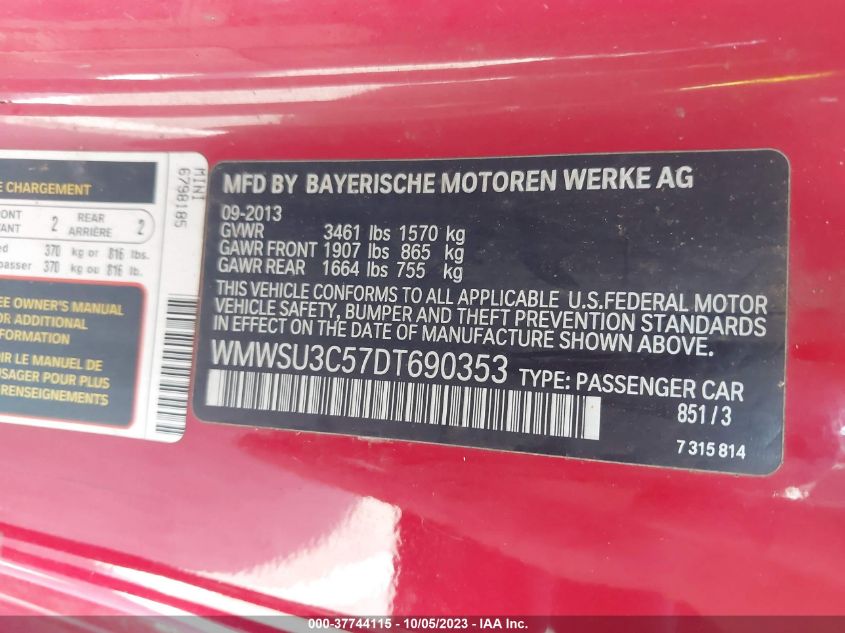 E CHARGEMENT
MINI
6798185
ONT
VANT
2
REAR
ARRIÈRE
2
ed 370 kg or 816 lbs.
passer 370 kg ou 816 lb.
EE OWNER'S MANUAL
OR ADDITIONAL
NFORMATION
OIR LE MANUEL DE
USAGER POUR PLUS
E RENSEIGNEMENTS
MFD BY BAYERISCHE MOTOREN WERKE AG
09-2013
GVWR 3461 lbs 1570 kg
GAWR FRONT 1907 lbs 865 kg
GAWR REAR 1664 lbs 755 kg
THIS VEHICLE CONFORMS TO ALL APPLICABLE U.S.FEDERAL MOTOR
VEHICLE SAFETY, BUMPER AND THEFT PREVENTION STANDARDS
IN EFFECT ON THE DATE OF MANUFACTURE SHOWN ABOVE.
WMWSU3C57DT690353 TYPE: PASSENGER CAR
851/3
7 315 814
000-37744115 - 10/05/2023 - IAA Inc.